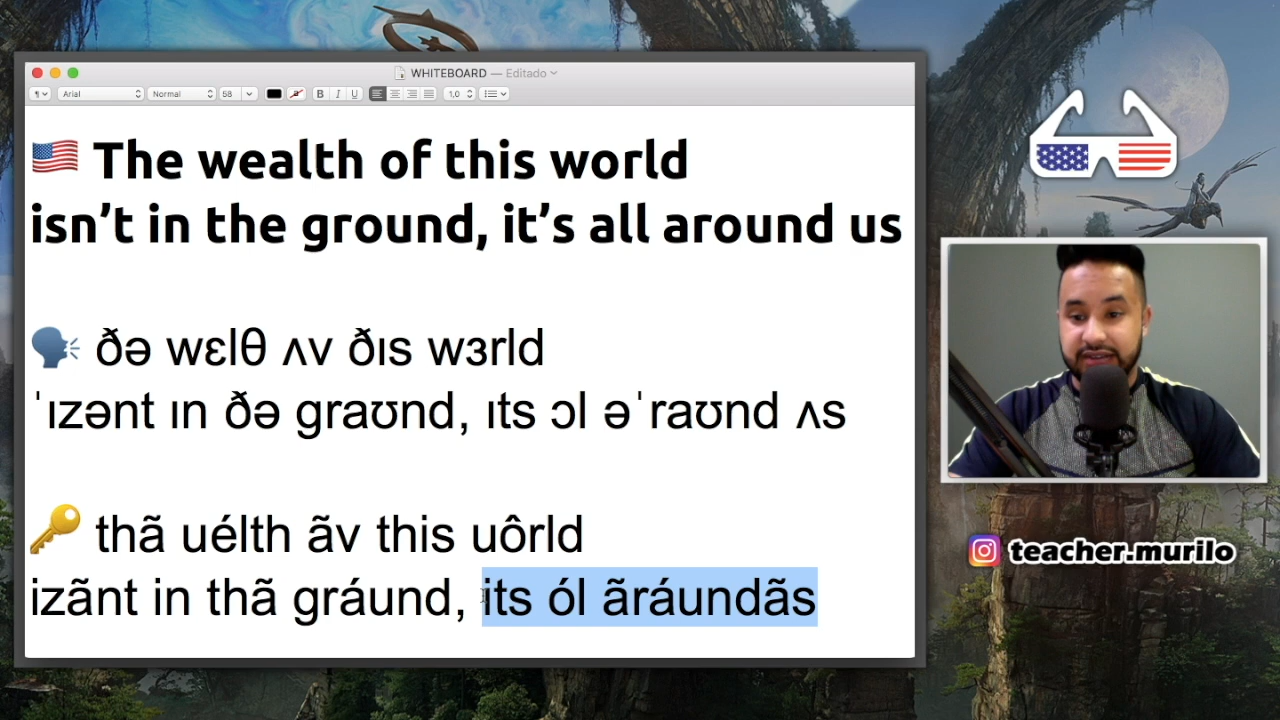 WHITEBOARD — Editado
¶ Arial Normal 58 a B I U 1,0
🇺🇸 The wealth of this world
isn’t in the ground, it’s all around us
🗣 ðə wɛlθ ʌv ðɪs wɜrld
ˈɪzənt ɪn ðə graʊnd, ɪts ɔl əˈraʊnd ʌs
🔑 thã uélth ãv this uôrld
izãnt in thã gráund, its ól ãráundãs
teacher.murilo